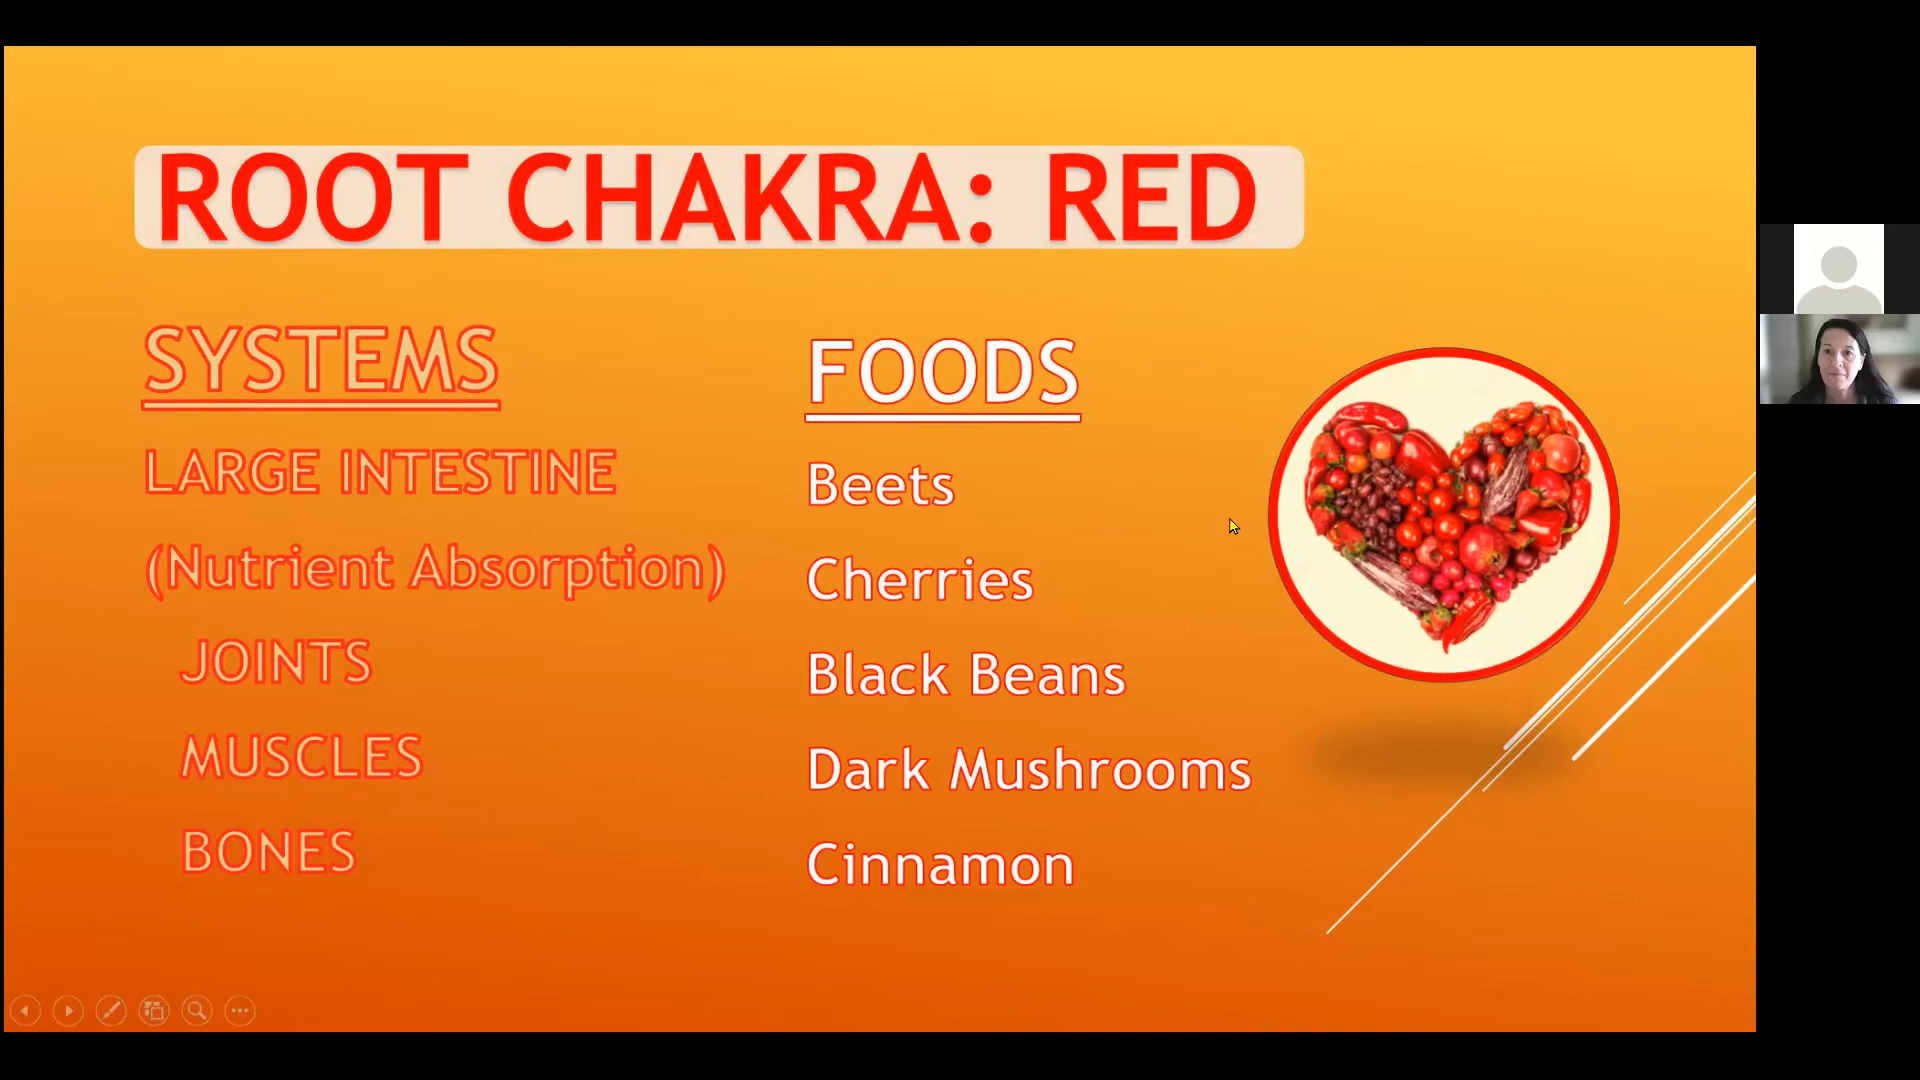 ROOT CHAKRA: RED
SYSTEMS
LARGE INTESTINE
(Nutrient Absorption)
JOINTS
MUSCLES
BONES
FOODS
Beets
Cherries
Black Beans
Dark Mushrooms
Cinnamon